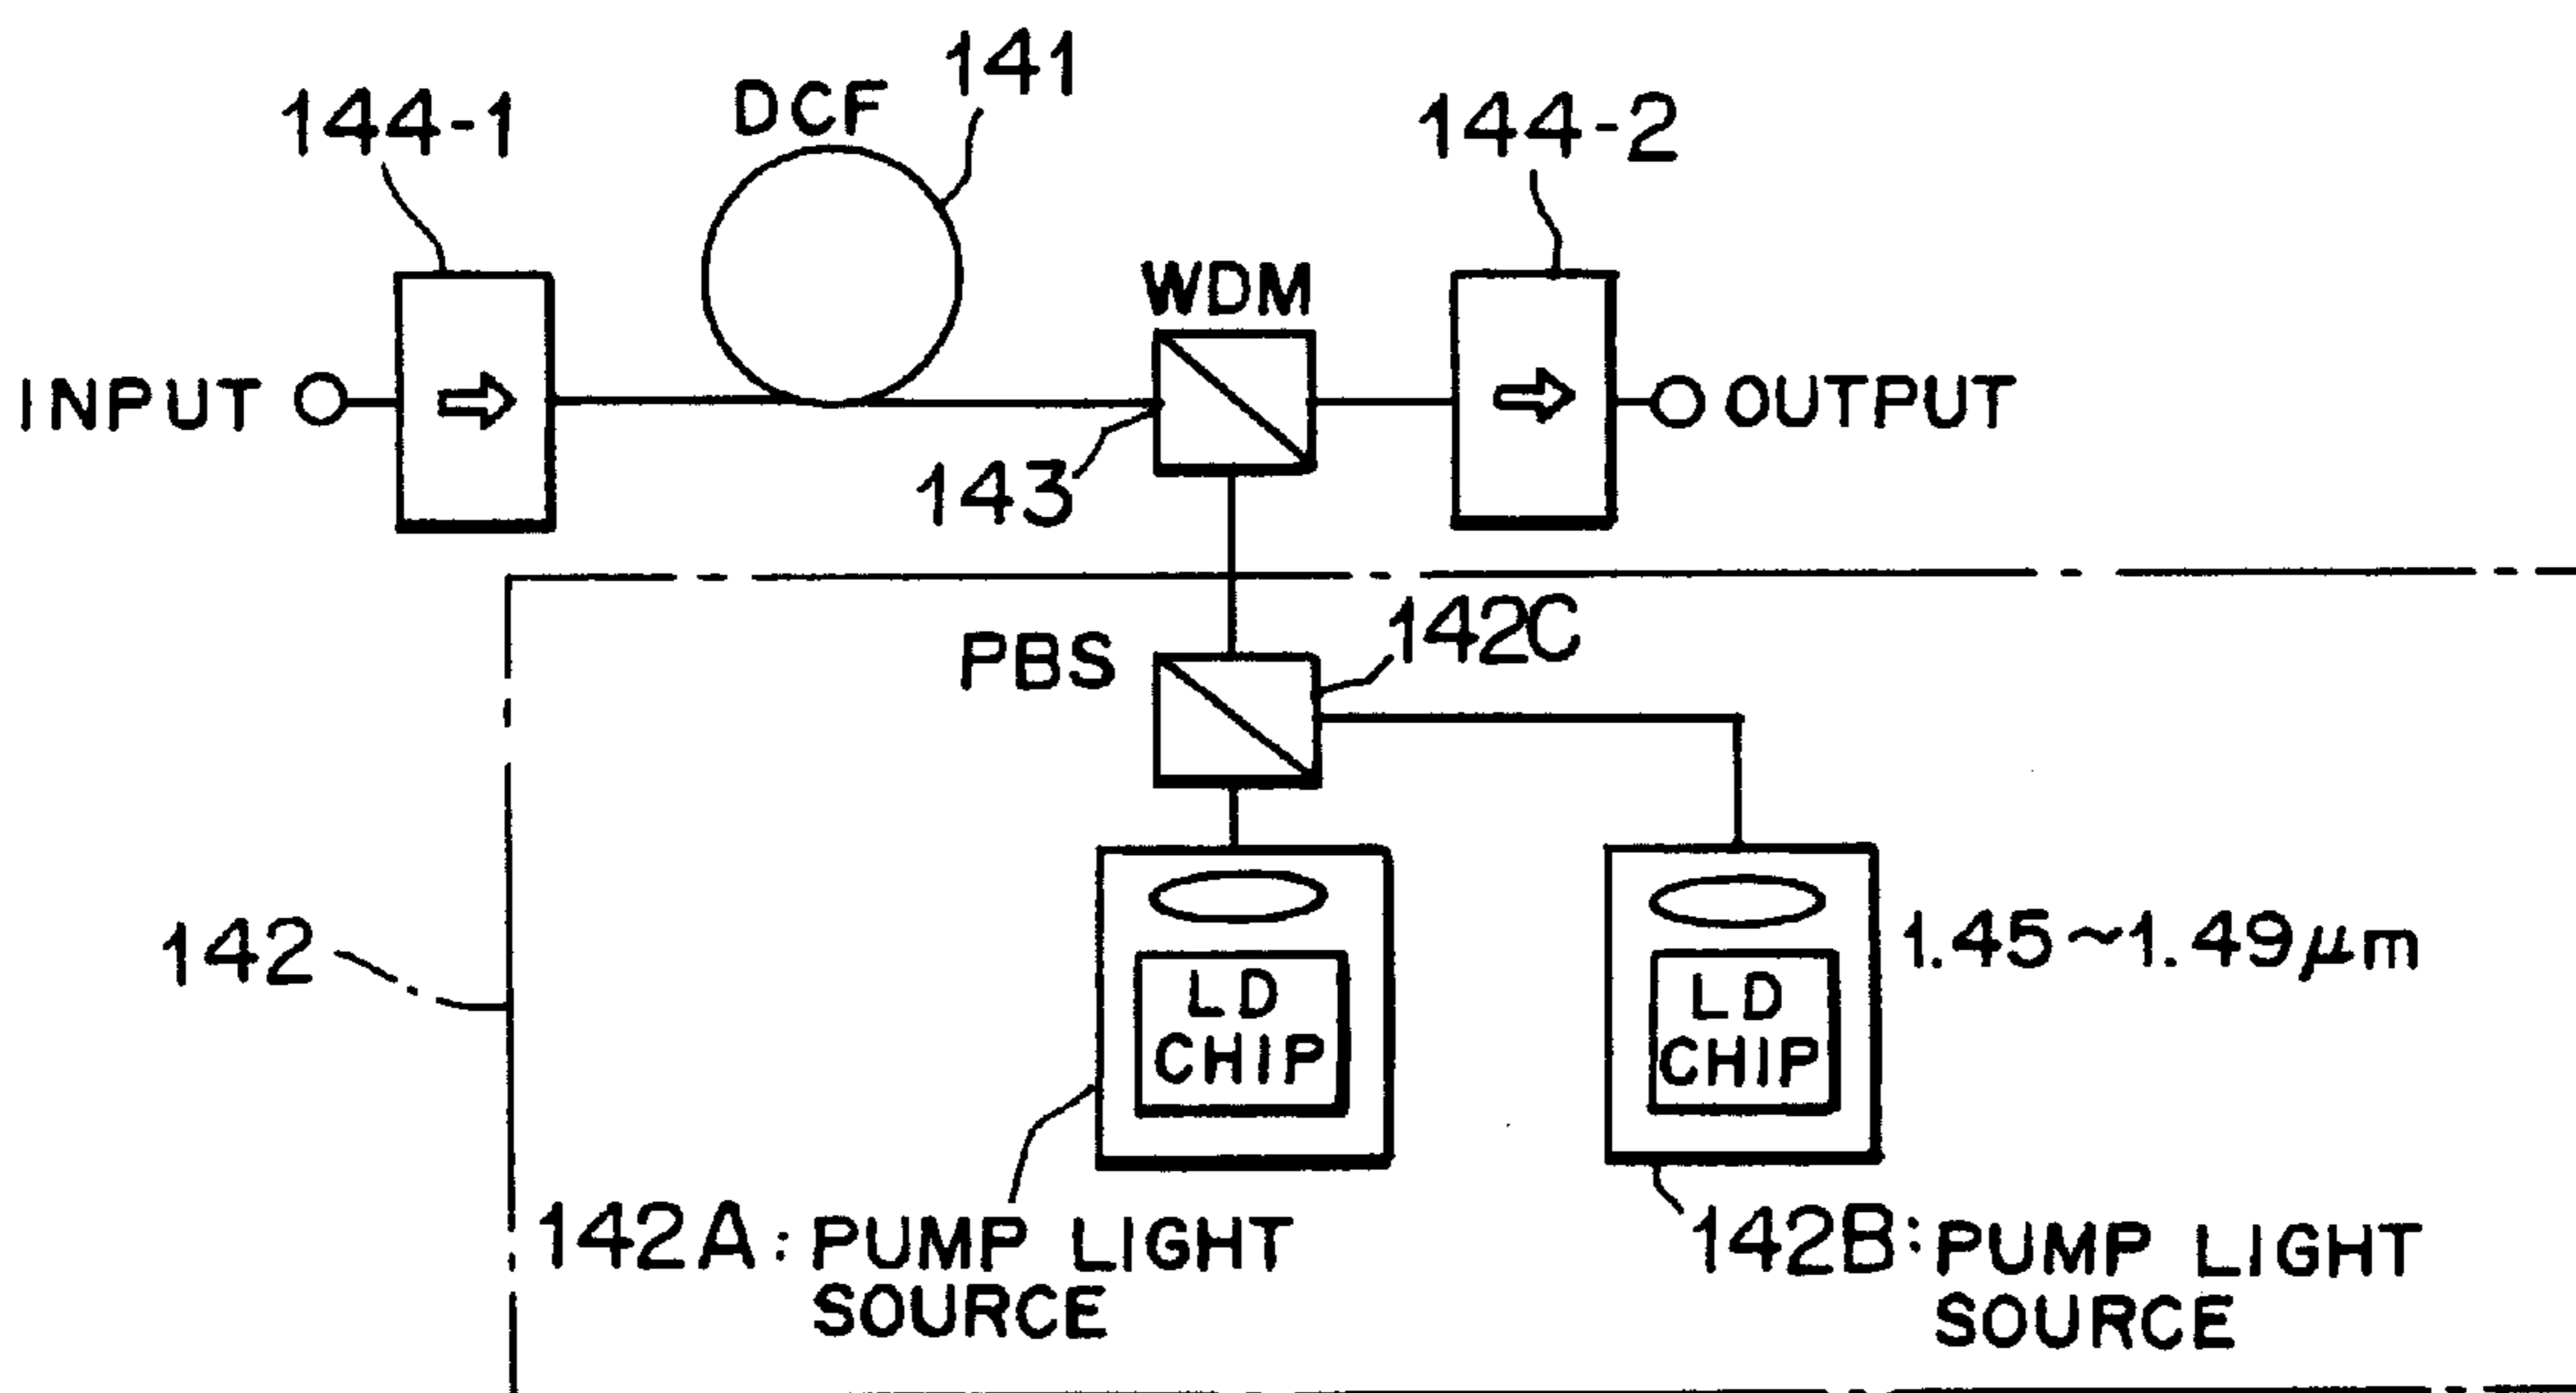 141
DCF
144-1
144-2
WDM
INPUT
OUTPUT
143
142C
PBS
142
1.45~1.49μm
LD
CHIP
LD
CHIP
142A: PUMP LIGHT
SOURCE
142B: PUMP LIGHT
SOURCE